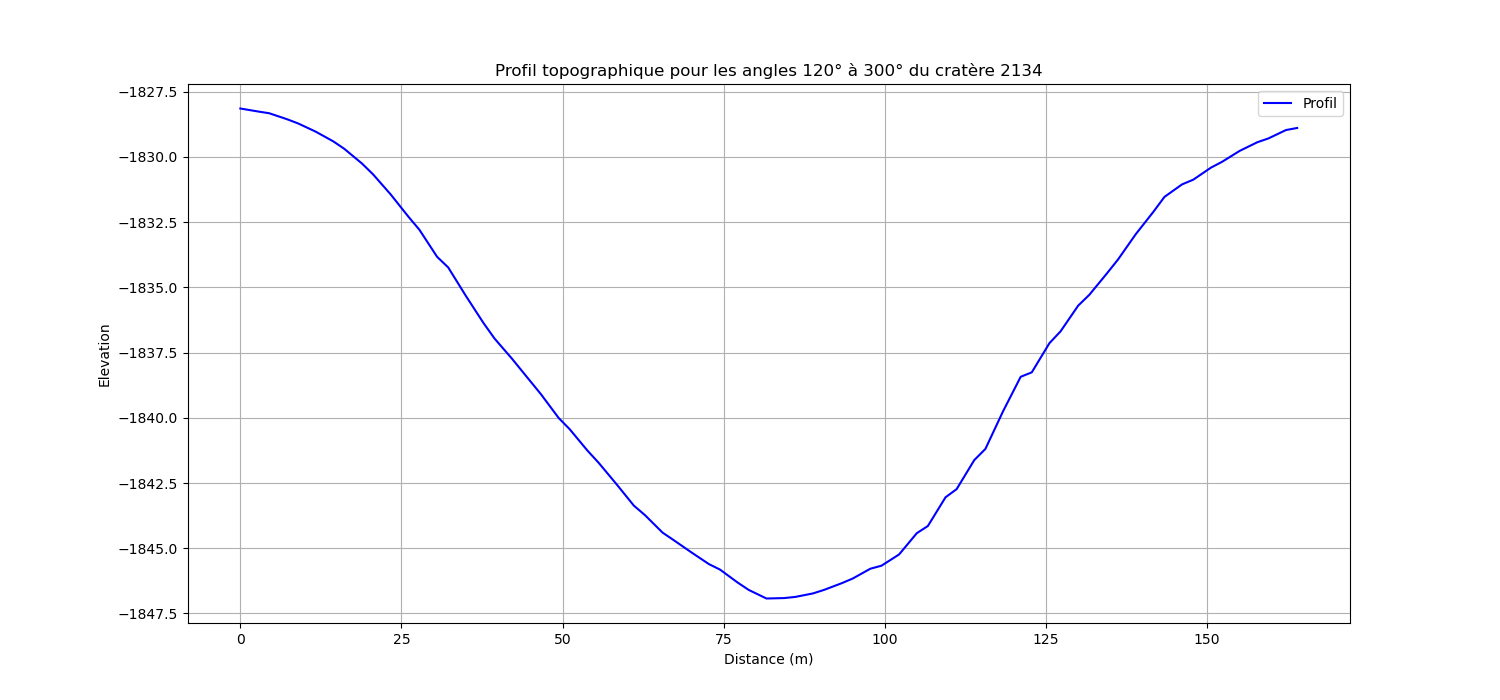 Profil topographique pour les angles 120° à 300° du cratère 2134
Profil
−1827.5
−1830.0
−1832.5
−1835.0
−1837.5
−1840.0
−1842.5
−1845.0
−1847.5
Elevation
0 25 50 75 100 125 150
Distance (m)